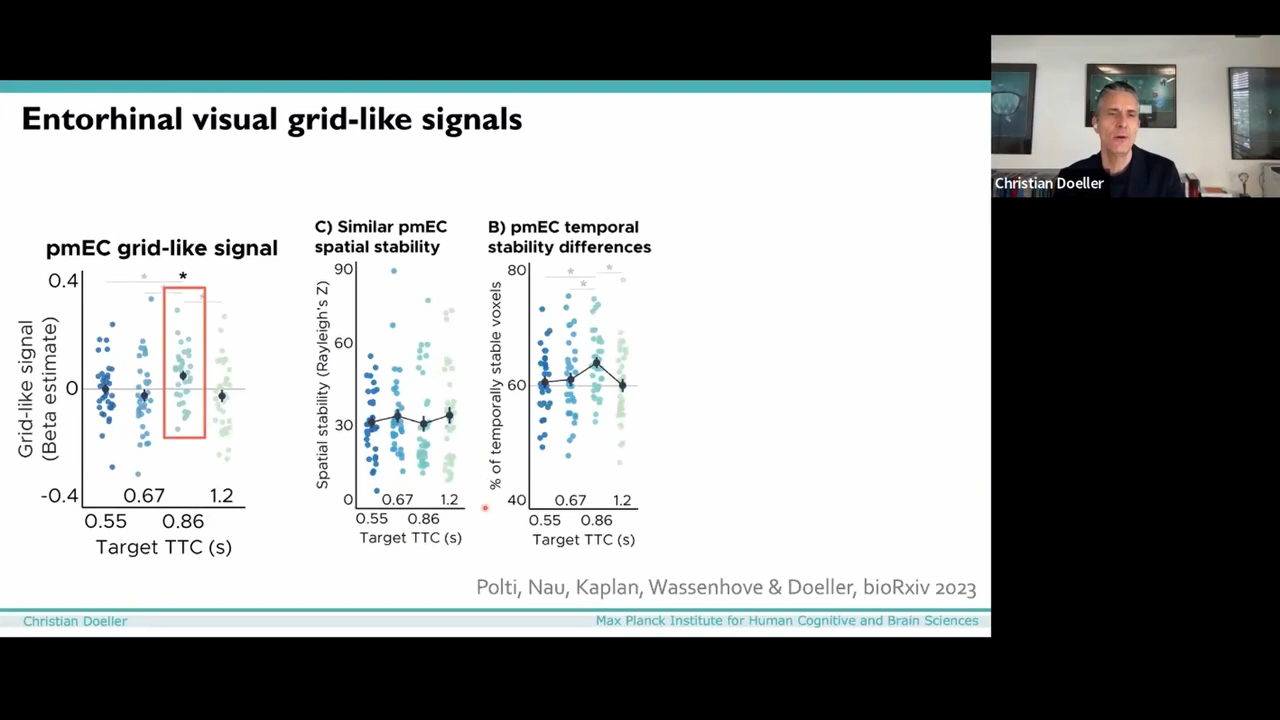 Entorhinal visual grid-like signals
Christian Doeller
pmEC grid-like signal
Grid-like signal
(Beta estimate)
0.4
0
-0.4
*
*
*
*
0.67
1.2
0.55
0.86
Target TTC (s)
C) Similar pmEC
spatial stability
Spatial stability (Rayleigh's Z)
90
60
30
0
0.67
1.2
0.55
0.86
Target TTC (s)
B) pmEC temporal
stability differences
% of temporally stable voxels
80
60
40
*
*
*
*
0.67
1.2
0.55
0.86
Target TTC (s)
Polti, Nau, Kaplan, Wassenhove & Doeller, bioRxiv 2023
Christian Doeller
Max Planck Institute for Human Cognitive and Brain Sciences